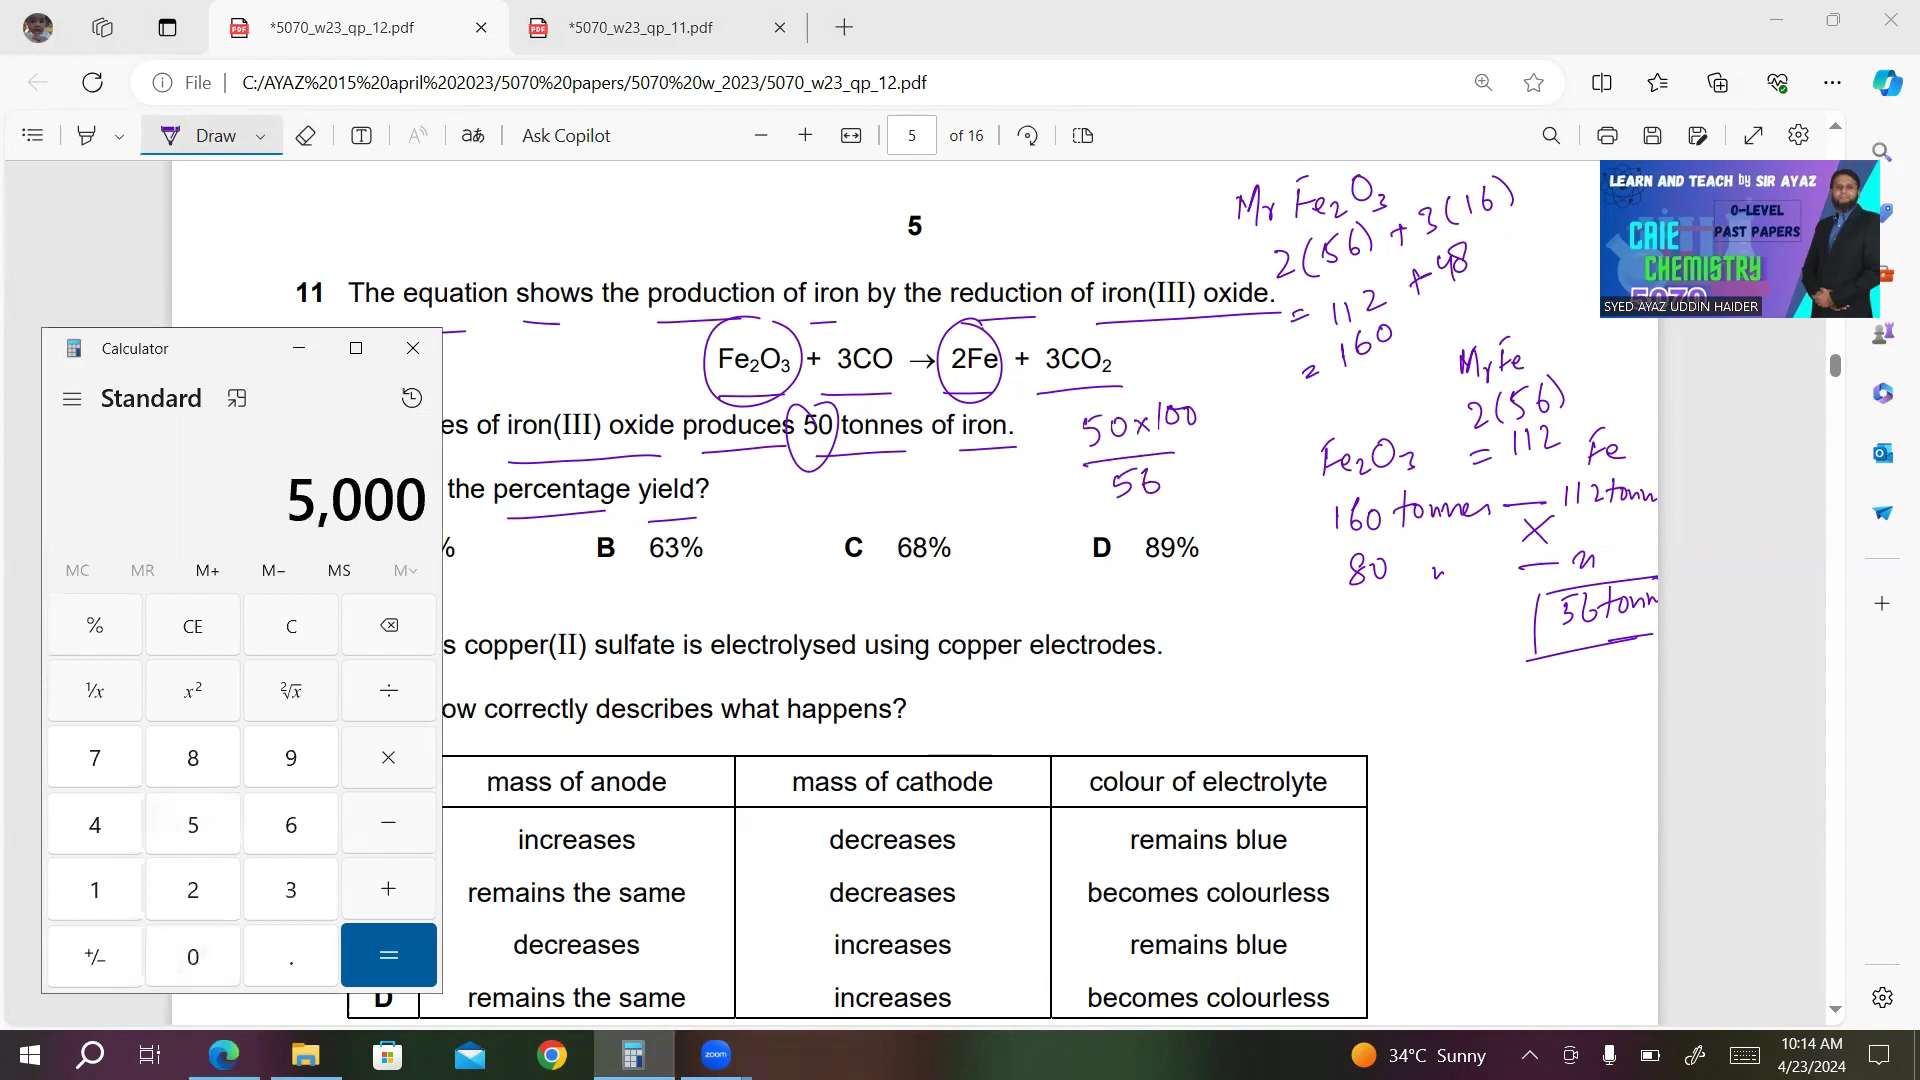 *5070_w23_qp_12.pdf
*5070_w23_qp_11.pdf
File C:/AYAZ%2015%20april%202023/5070%20papers/5070%20w_2023/5070_w23_qp_12.pdf
Draw
aあ
Ask Copilot
5 of 16
LEARN AND TEACH by SIR AYAZ
O-LEVEL
PAST PAPERS
CAIE
CHEMISTRY
5070
SYED AYAZ UDDIN HAIDER
5
11 The equation shows the production of iron by the reduction of iron(III) oxide.
Fe₂O₃ + 3CO → 2Fe + 3CO₂
es of iron(III) oxide produces 50 tonnes of iron.
the percentage yield?
% B 63% C 68% D 89%
s copper(II) sulfate is electrolysed using copper electrodes.
ow correctly describes what happens?
mass of anode mass of cathode colour of electrolyte
increases decreases remains blue
remains the same decreases becomes colourless
decreases increases remains blue
D remains the same increases becomes colourless
Mr Fe₂O₃
2(56) + 3(16)
= 112 + 48
= 160
Mr Fe
2(56)
= 112
50 x 100
56
Fe₂O₃ Fe
160 tonnes — 112 tonn
X
80 " — x
56 tonn
Calculator
Standard
5,000
MC MR M+ M− MS M˅
% CE C
¹/x x² ²√x ÷
7 8 9 ×
4 5 6 −
1 2 3 +
+/− 0 . =
zoom
34°C Sunny
10:14 AM
4/23/2024